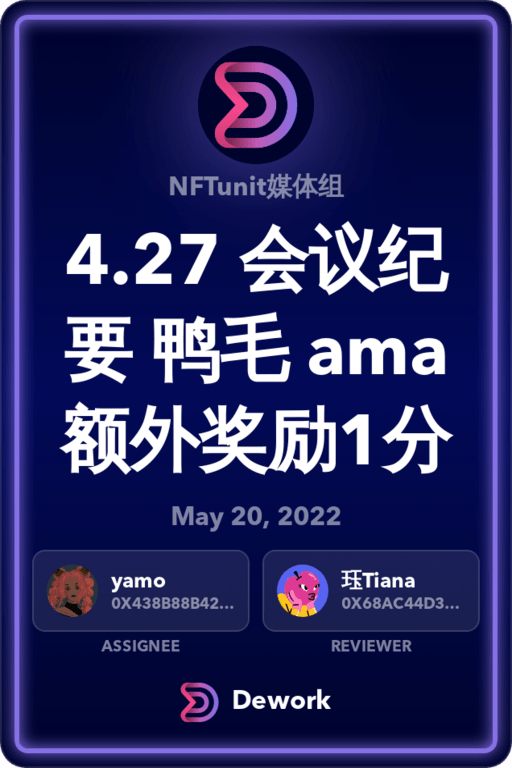 NFTunit媒体组
4.27 会议纪
要 鸭毛 ama
额外奖励1分
May 20, 2022
yamo
0X438B88B42...
珏Tiana
0X68AC44D3...
ASSIGNEE
REVIEWER
Dework